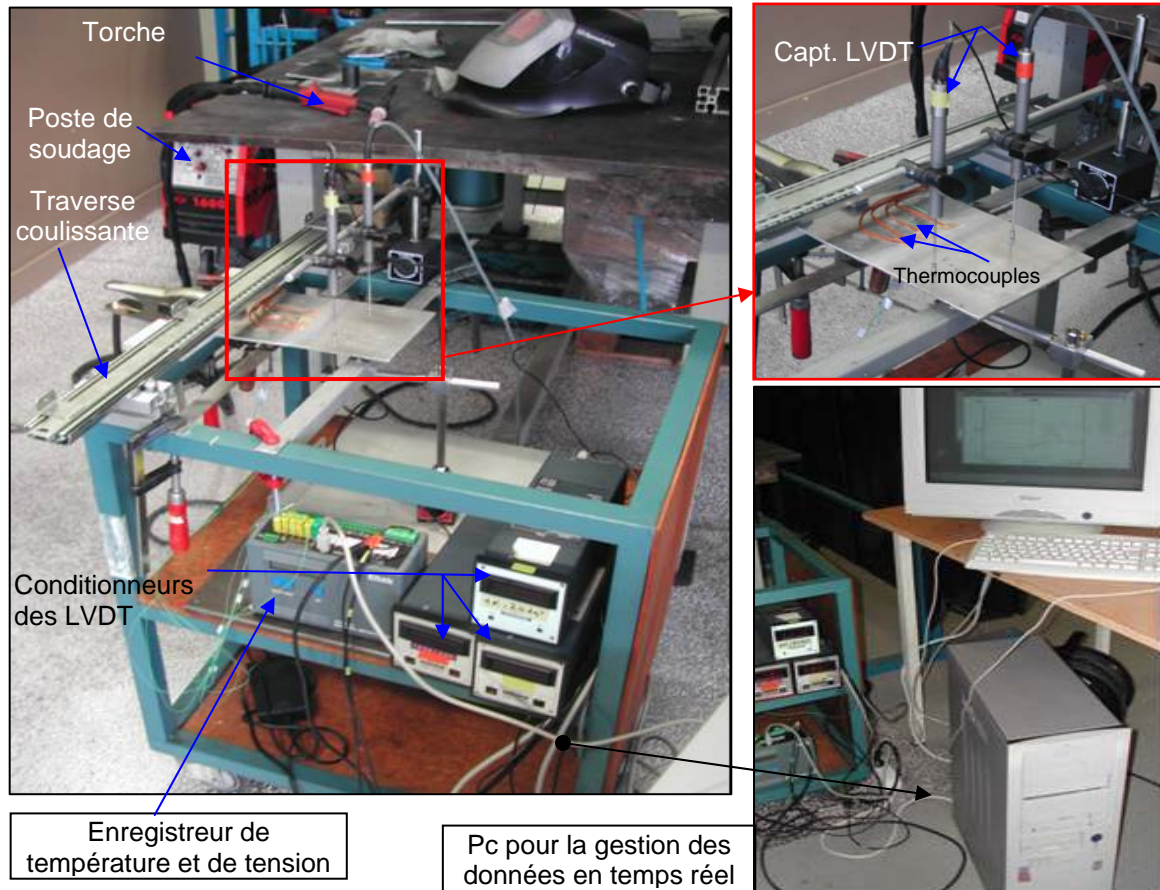 Torche
Poste de
soudage
Traverse
coulissante
Capt. LVDT
Thermocouples
1600
Conditionneurs
des LVDT
Enregistreur de
température et de tension
Pc pour la gestion des
données en temps réel